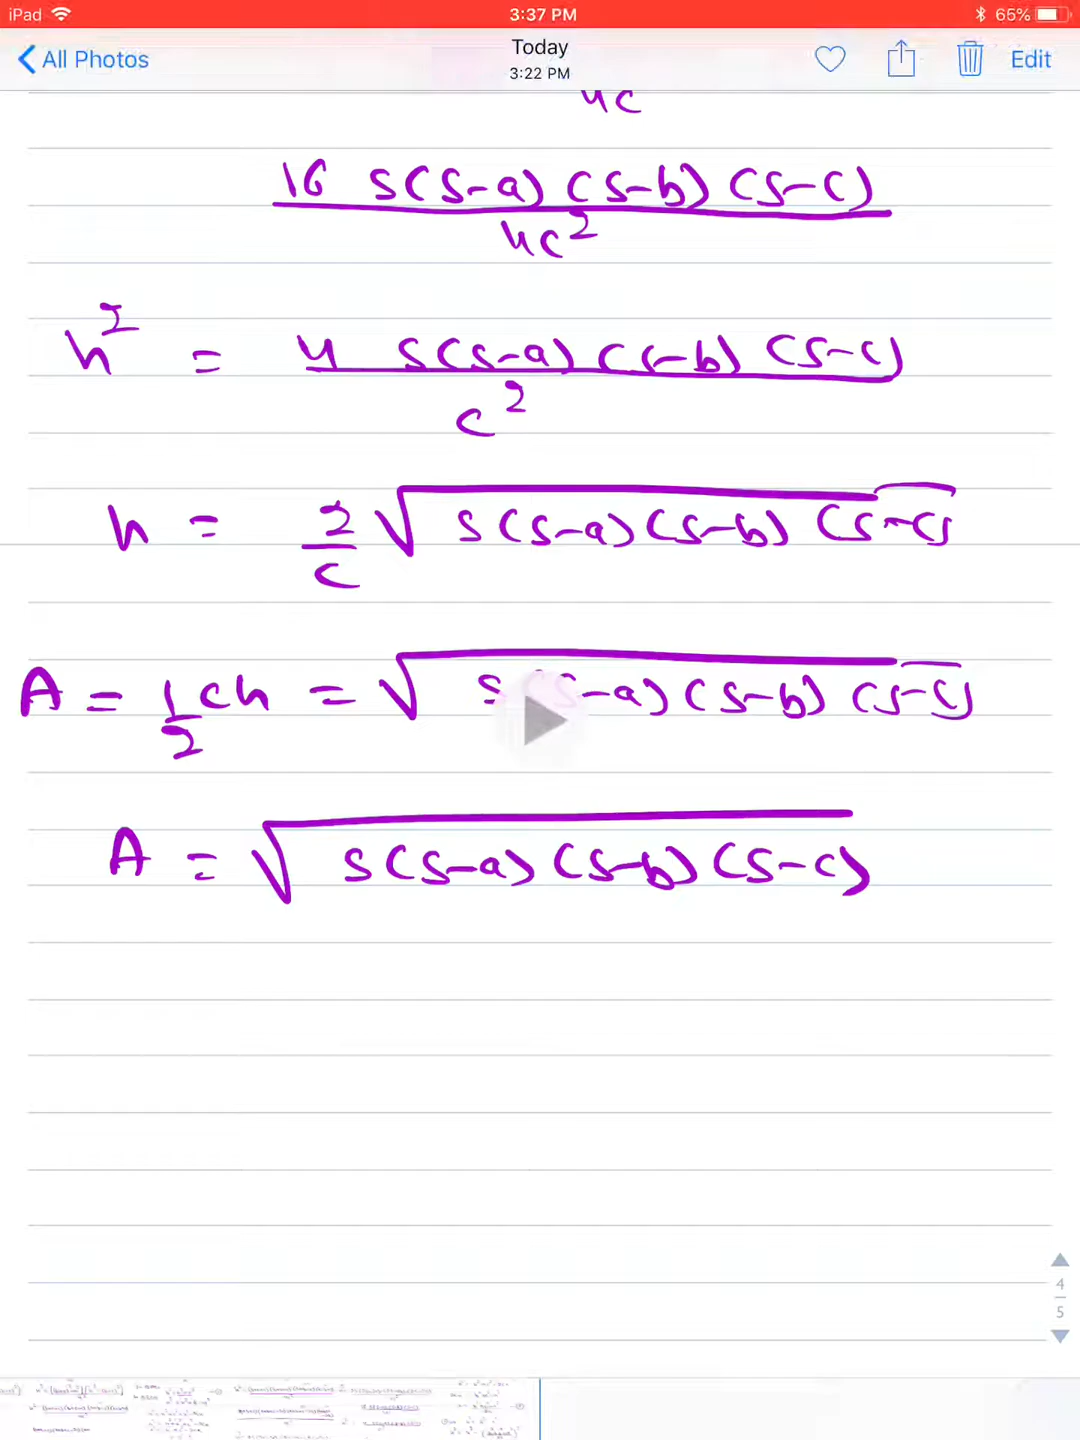 iPad 3:37 PM 65%
All Photos Today Edit
3:22 PM
4c
16 s(s-a)(s-b)(s-c)
4c²
h² = 4 s(s-a)(s-b)(s-c)
c²
h = 2/c √s(s-a)(s-b)(s-c)
A = 1/2 ch = √s(s-a)(s-b)(s-c)
A = √s(s-a)(s-b)(s-c)
4
5